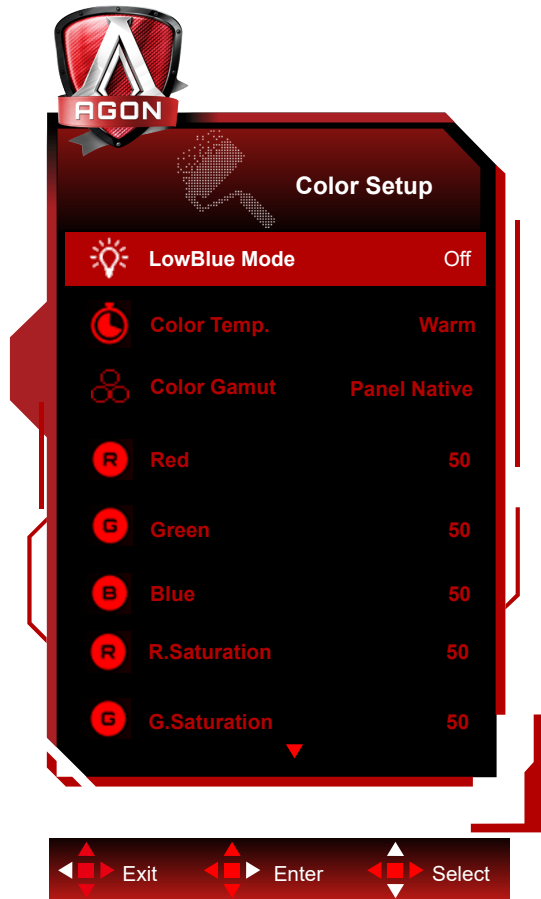 AGON
Color Setup
LowBlue Mode Off
Color Temp. Warm
Color Gamut Panel Native
R Red 50
G Green 50
B Blue 50
R R.Saturation 50
G G.Saturation 50
Exit Enter Select